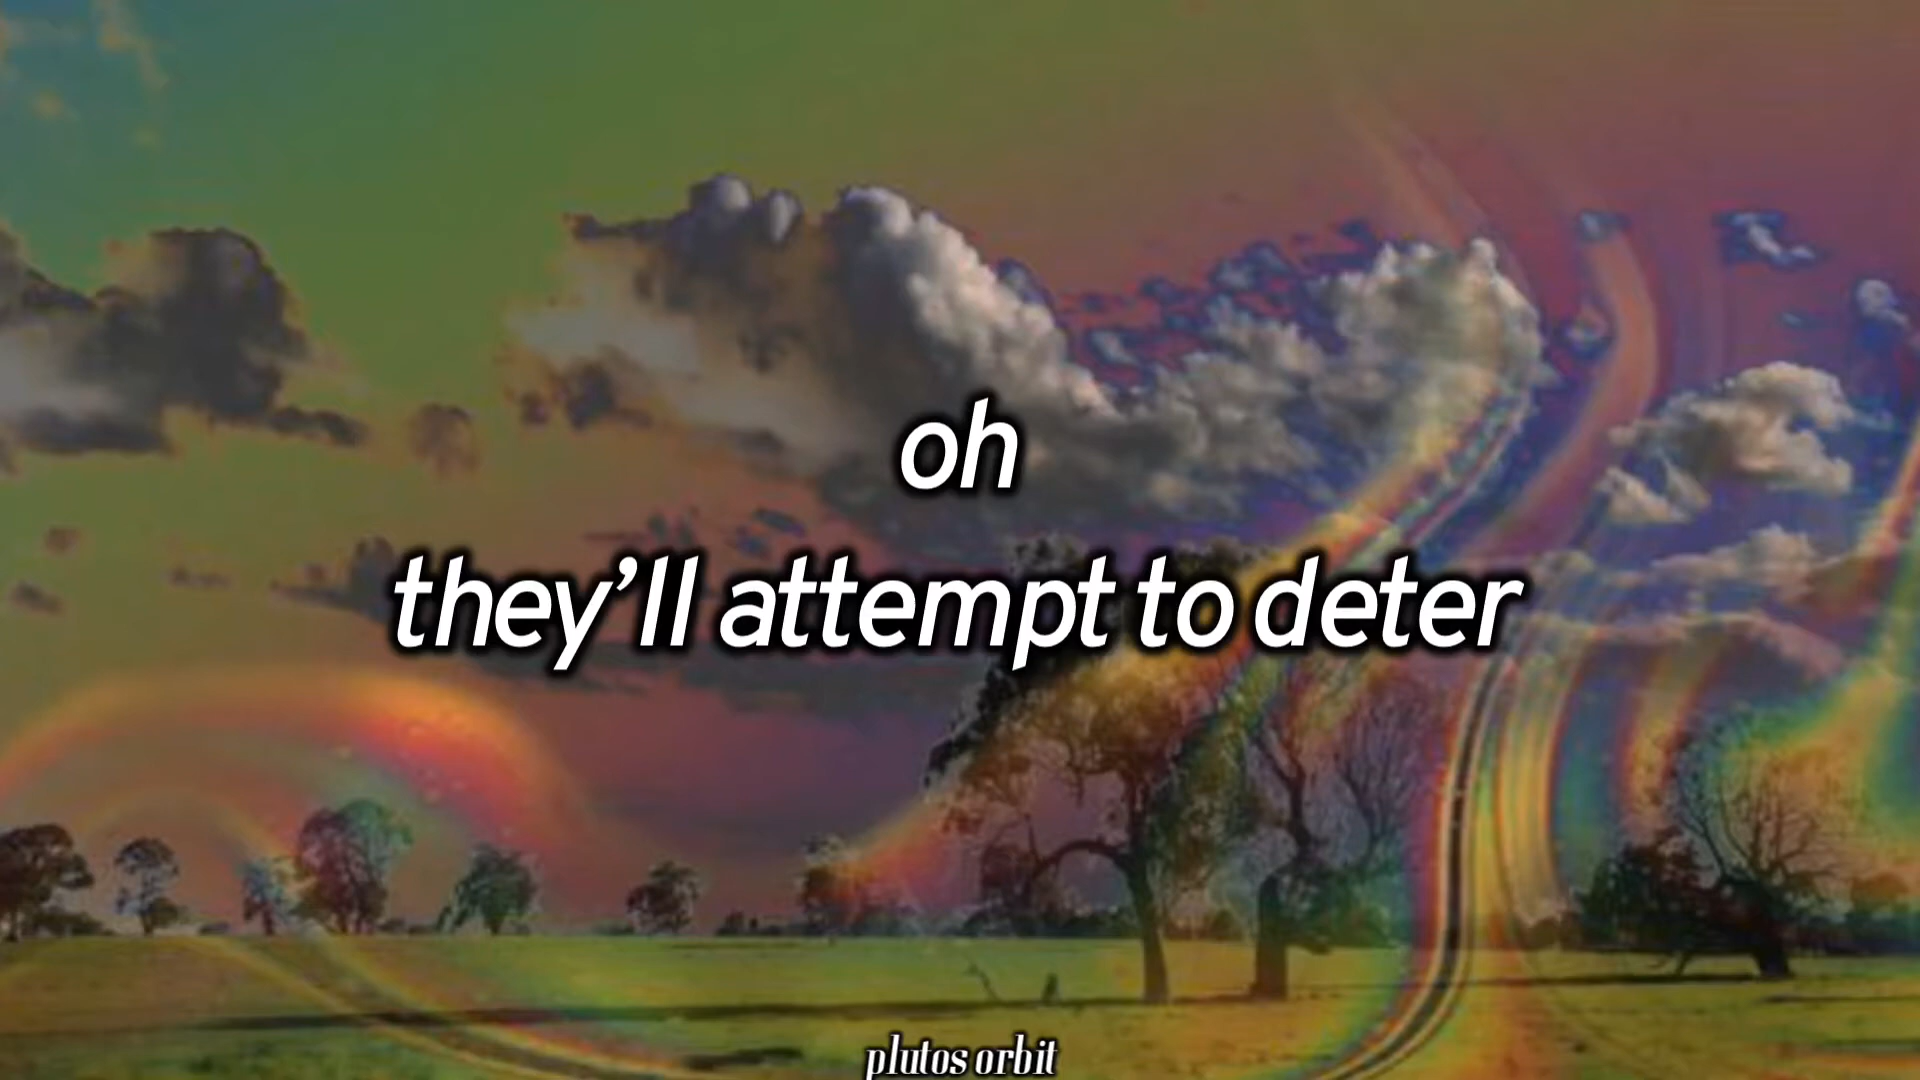 oh
they’ll attempt to deter
plutos orbit